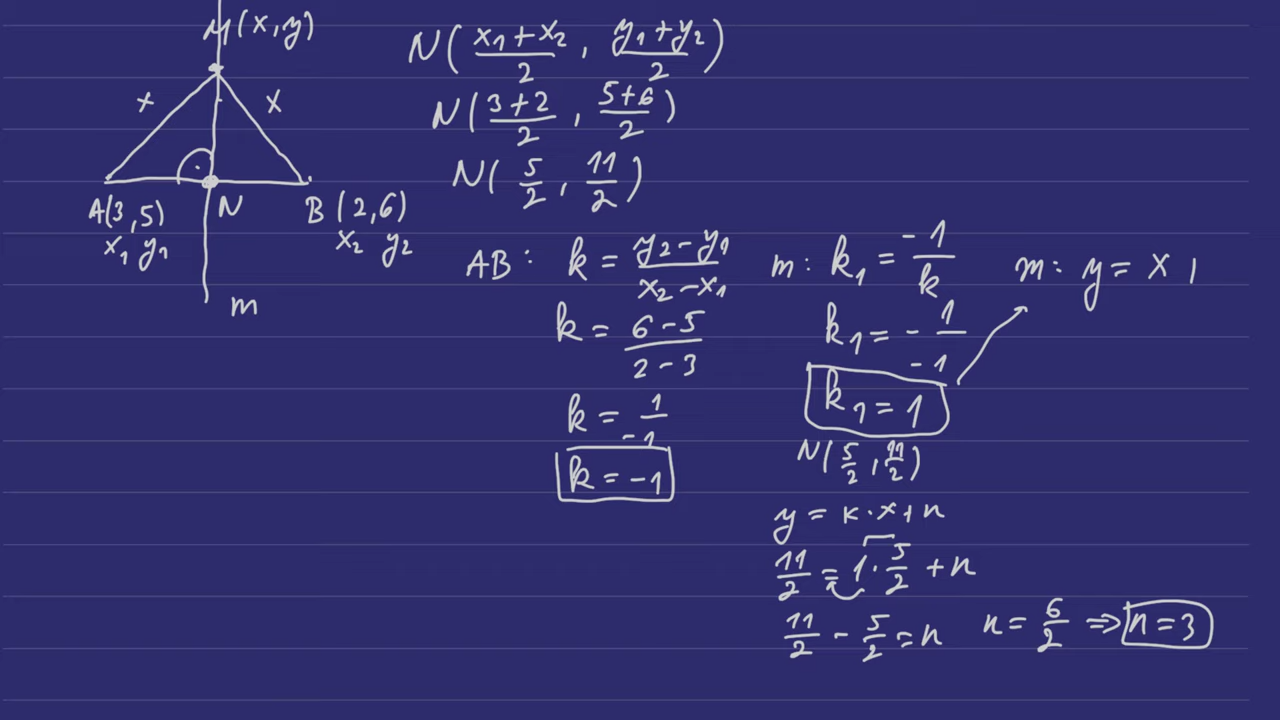 M(x,y)
x x
A(3,5) N B(2,6)
x₁ y₁ x₂ y₂
m
N((x₁+x₂)/2, (y₁+y₂)/2)
N((3+2)/2, (5+6)/2)
N(5/2, 11/2)
AB: k = (y₂-y₁)/(x₂-x₁)
k = (6-5)/(2-3)
k = 1/-1
k = -1
m: k₁ = -1/k
k₁ = -1/-1
k₁ = 1
N(5/2, 11/2)
y = k·x+n
11/2 = 1·5/2 + n
11/2 - 5/2 = n
n = 6/2 ⇒ n = 3
m: y = x